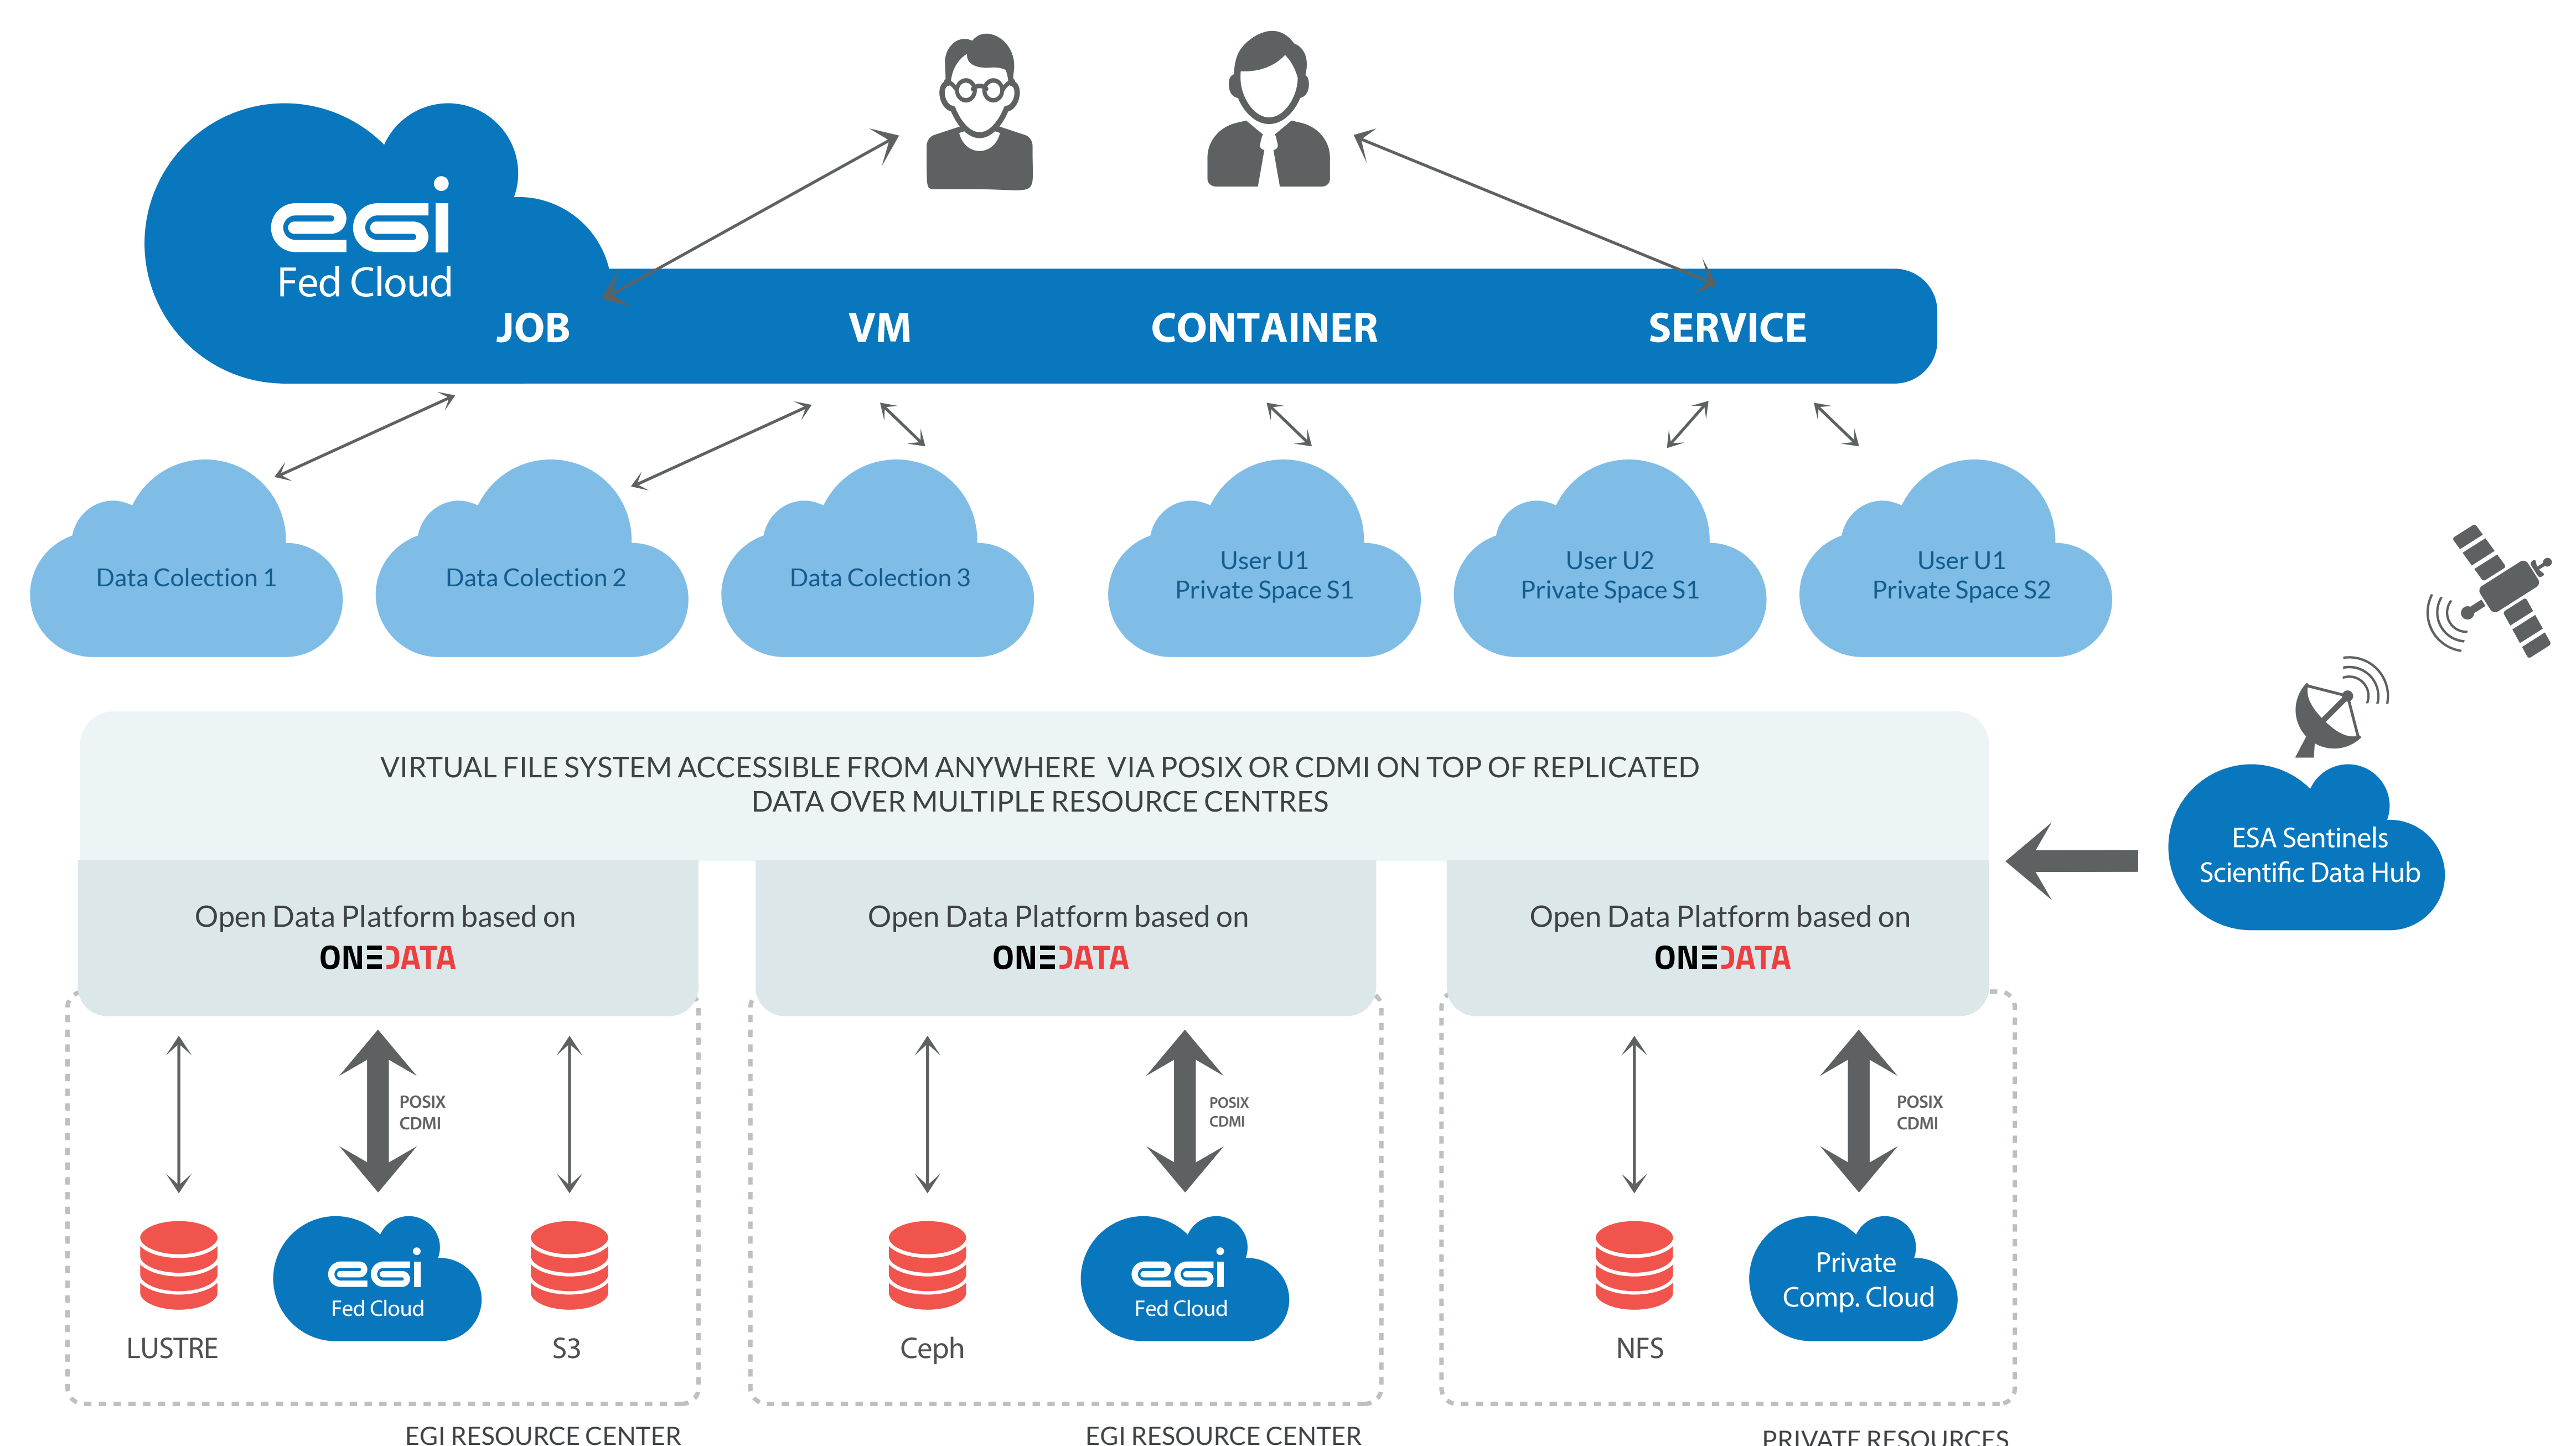 egi
Fed Cloud
JOB VM CONTAINER SERVICE
Data Colection 1
Data Colection 2
Data Colection 3
User U1
Private Space S1
User U2
Private Space S1
User U1
Private Space S2
VIRTUAL FILE SYSTEM ACCESSIBLE FROM ANYWHERE VIA POSIX OR CDMI ON TOP OF REPLICATED
DATA OVER MULTIPLE RESOURCE CENTRES
ESA Sentinels
Scientific Data Hub
Open Data Platform based on
ONEDATA
Open Data Platform based on
ONEDATA
Open Data Platform based on
ONEDATA
POSIX
CDMI
POSIX
CDMI
POSIX
CDMI
LUSTRE
egi
Fed Cloud
S3
Ceph
egi
Fed Cloud
NFS
Private
Comp. Cloud
EGI RESOURCE CENTER
EGI RESOURCE CENTER
PRIVATE RESOURCES